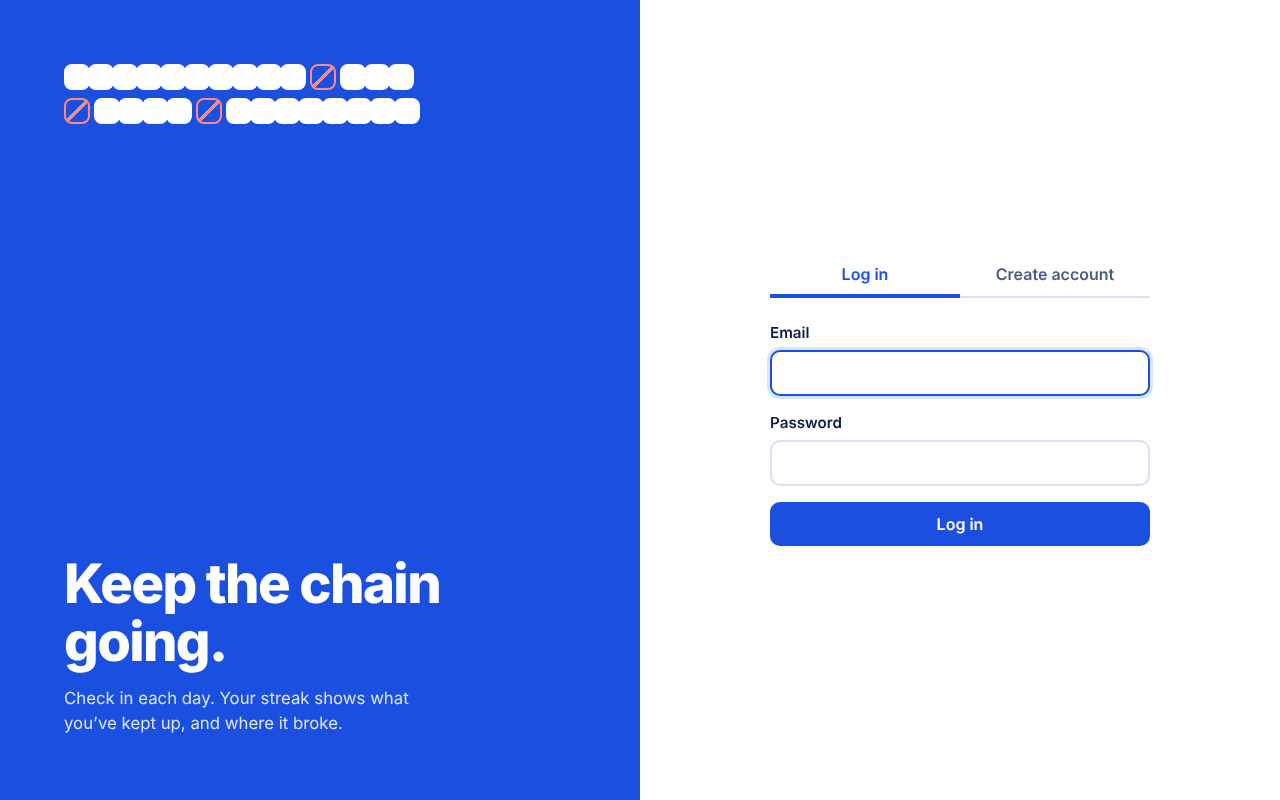 Keep the chain
going.
Check in each day. Your streak shows what
you’ve kept up, and where it broke.
Log in
Create account
Email
Password
Log in